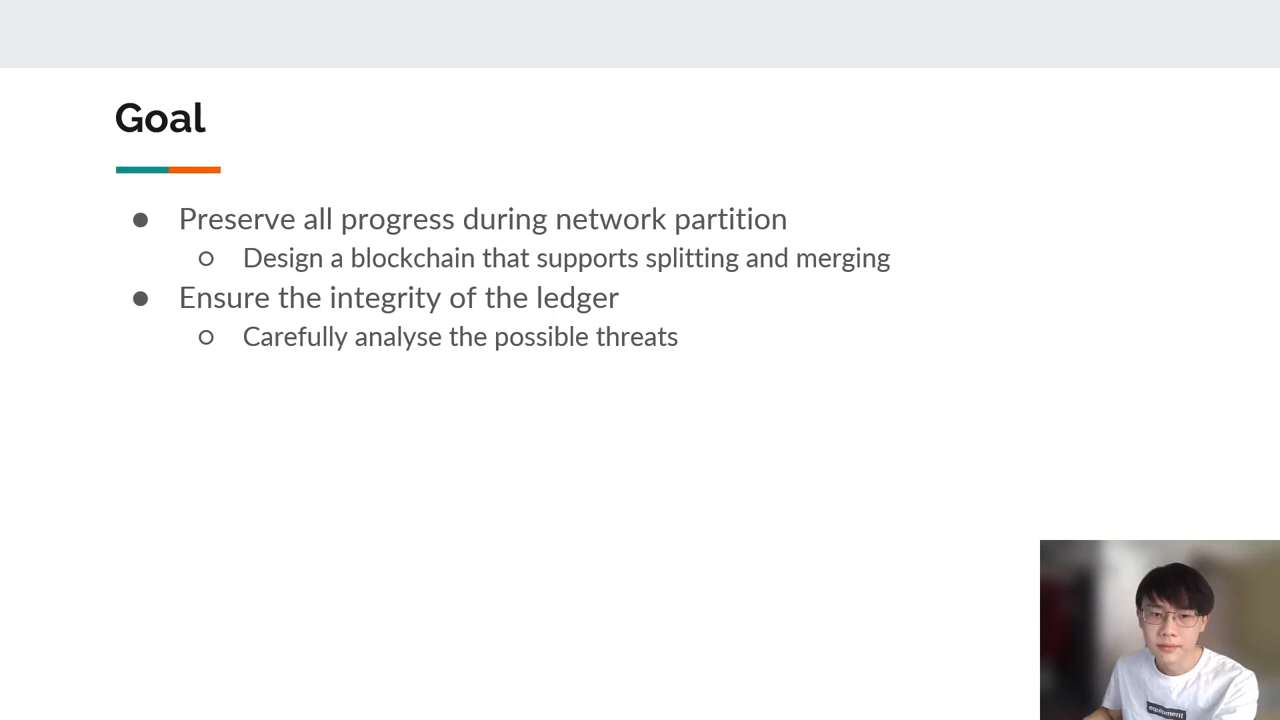 Goal
Preserve all progress during network partition
Design a blockchain that supports splitting and merging
Ensure the integrity of the ledger
Carefully analyse the possible threats
equipment